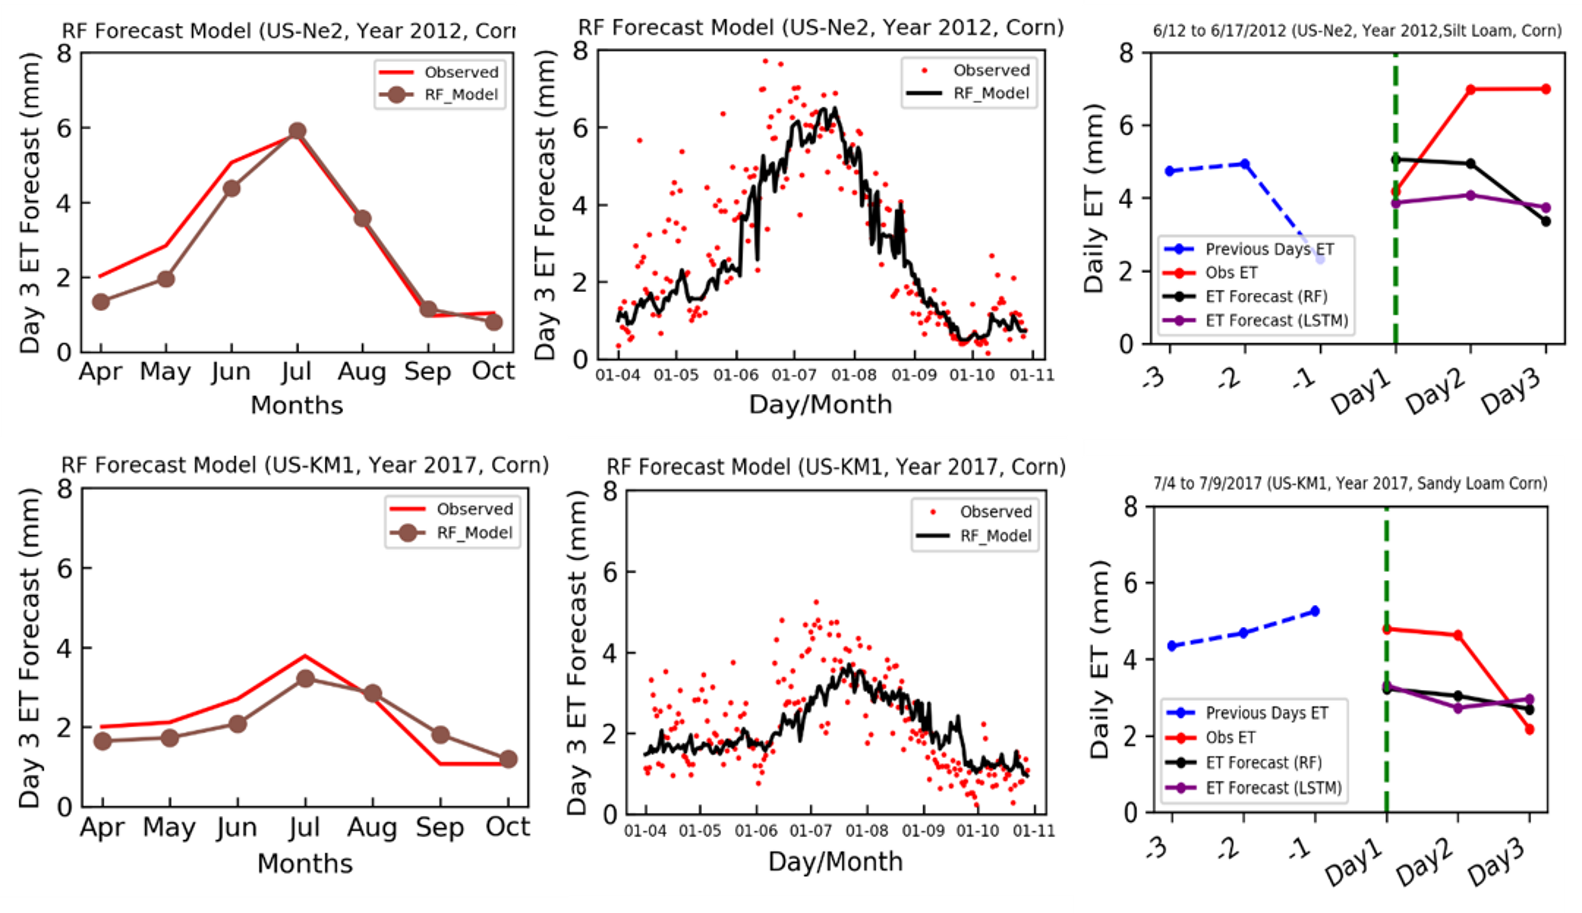 RF Forecast Model (US-Ne2, Year 2012, Corn
Day 3 ET Forecast (mm)
8
6
4
2
0
Observed
RF_Model
Apr May Jun Jul Aug Sep Oct
Months
RF Forecast Model (US-Ne2, Year 2012, Corn)
Day 3 ET Forecast (mm)
8
6
4
2
0
Observed
RF_Model
01-04 01-05 01-06 01-07 01-08 01-09 01-10 01-11
Day/Month
6/12 to 6/17/2012 (US-Ne2, Year 2012,Silt Loam, Corn)
Daily ET (mm)
8
6
4
2
0
Previous Days ET
Obs ET
ET Forecast (RF)
ET Forecast (LSTM)
-3 -2 -1 Day1 Day2 Day3
RF Forecast Model (US-KM1, Year 2017, Corn)
Day 3 ET Forecast (mm)
8
6
4
2
0
Observed
RF_Model
Apr May Jun Jul Aug Sep Oct
Months
RF Forecast Model (US-KM1, Year 2017, Corn)
Day 3 ET Forecast (mm)
8
6
4
2
0
Observed
RF_Model
01-04 01-05 01-06 01-07 01-08 01-09 01-10 01-11
Day/Month
7/4 to 7/9/2017 (US-KM1, Year 2017, Sandy Loam Corn)
Daily ET (mm)
8
6
4
2
0
Previous Days ET
Obs ET
ET Forecast (RF)
ET Forecast (LSTM)
-3 -2 -1 Day1 Day2 Day3